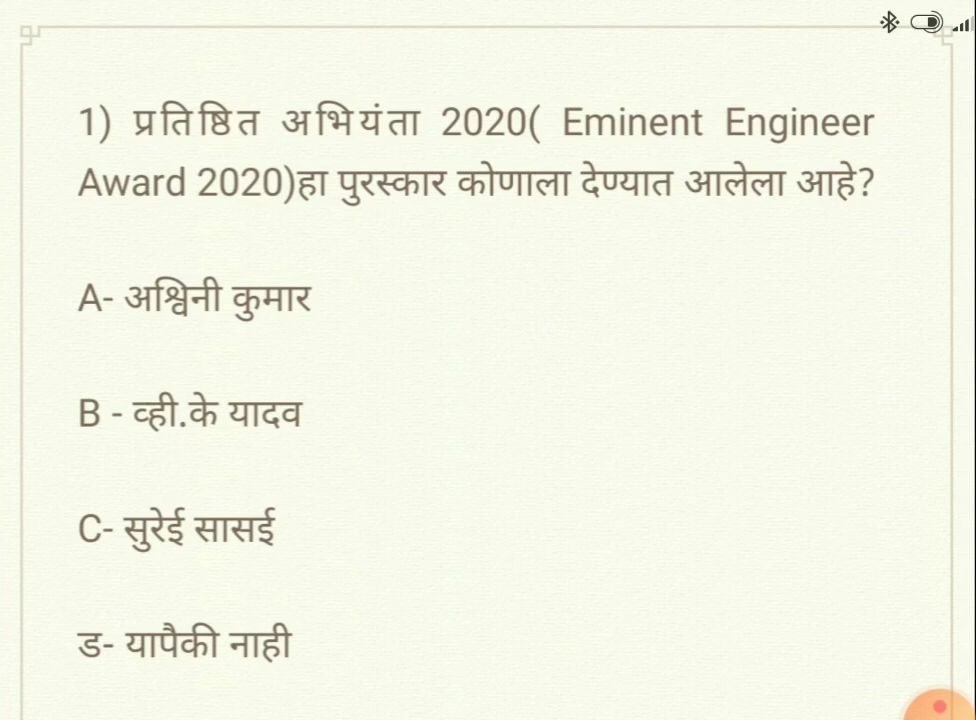 1) प्रतिष्ठित अभियंता 2020( Eminent Engineer
Award 2020)हा पुरस्कार कोणाला देण्यात आलेला आहे?
A- अश्विनी कुमार
B - व्ही.के यादव
C- सुरेई सासई
ड- यापैकी नाही